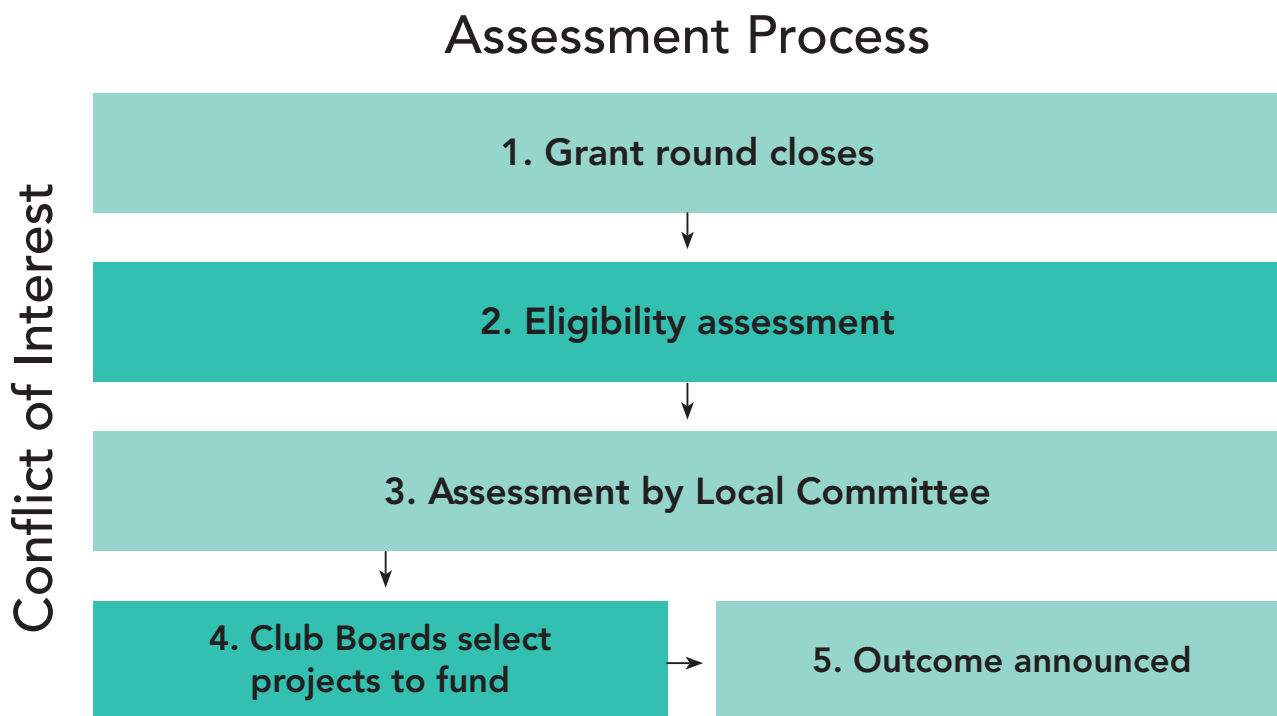 Assessment Process
Conflict of Interest
1. Grant round closes
2. Eligibility assessment
3. Assessment by Local Committee
4. Club Boards select
projects to fund
5. Outcome announced